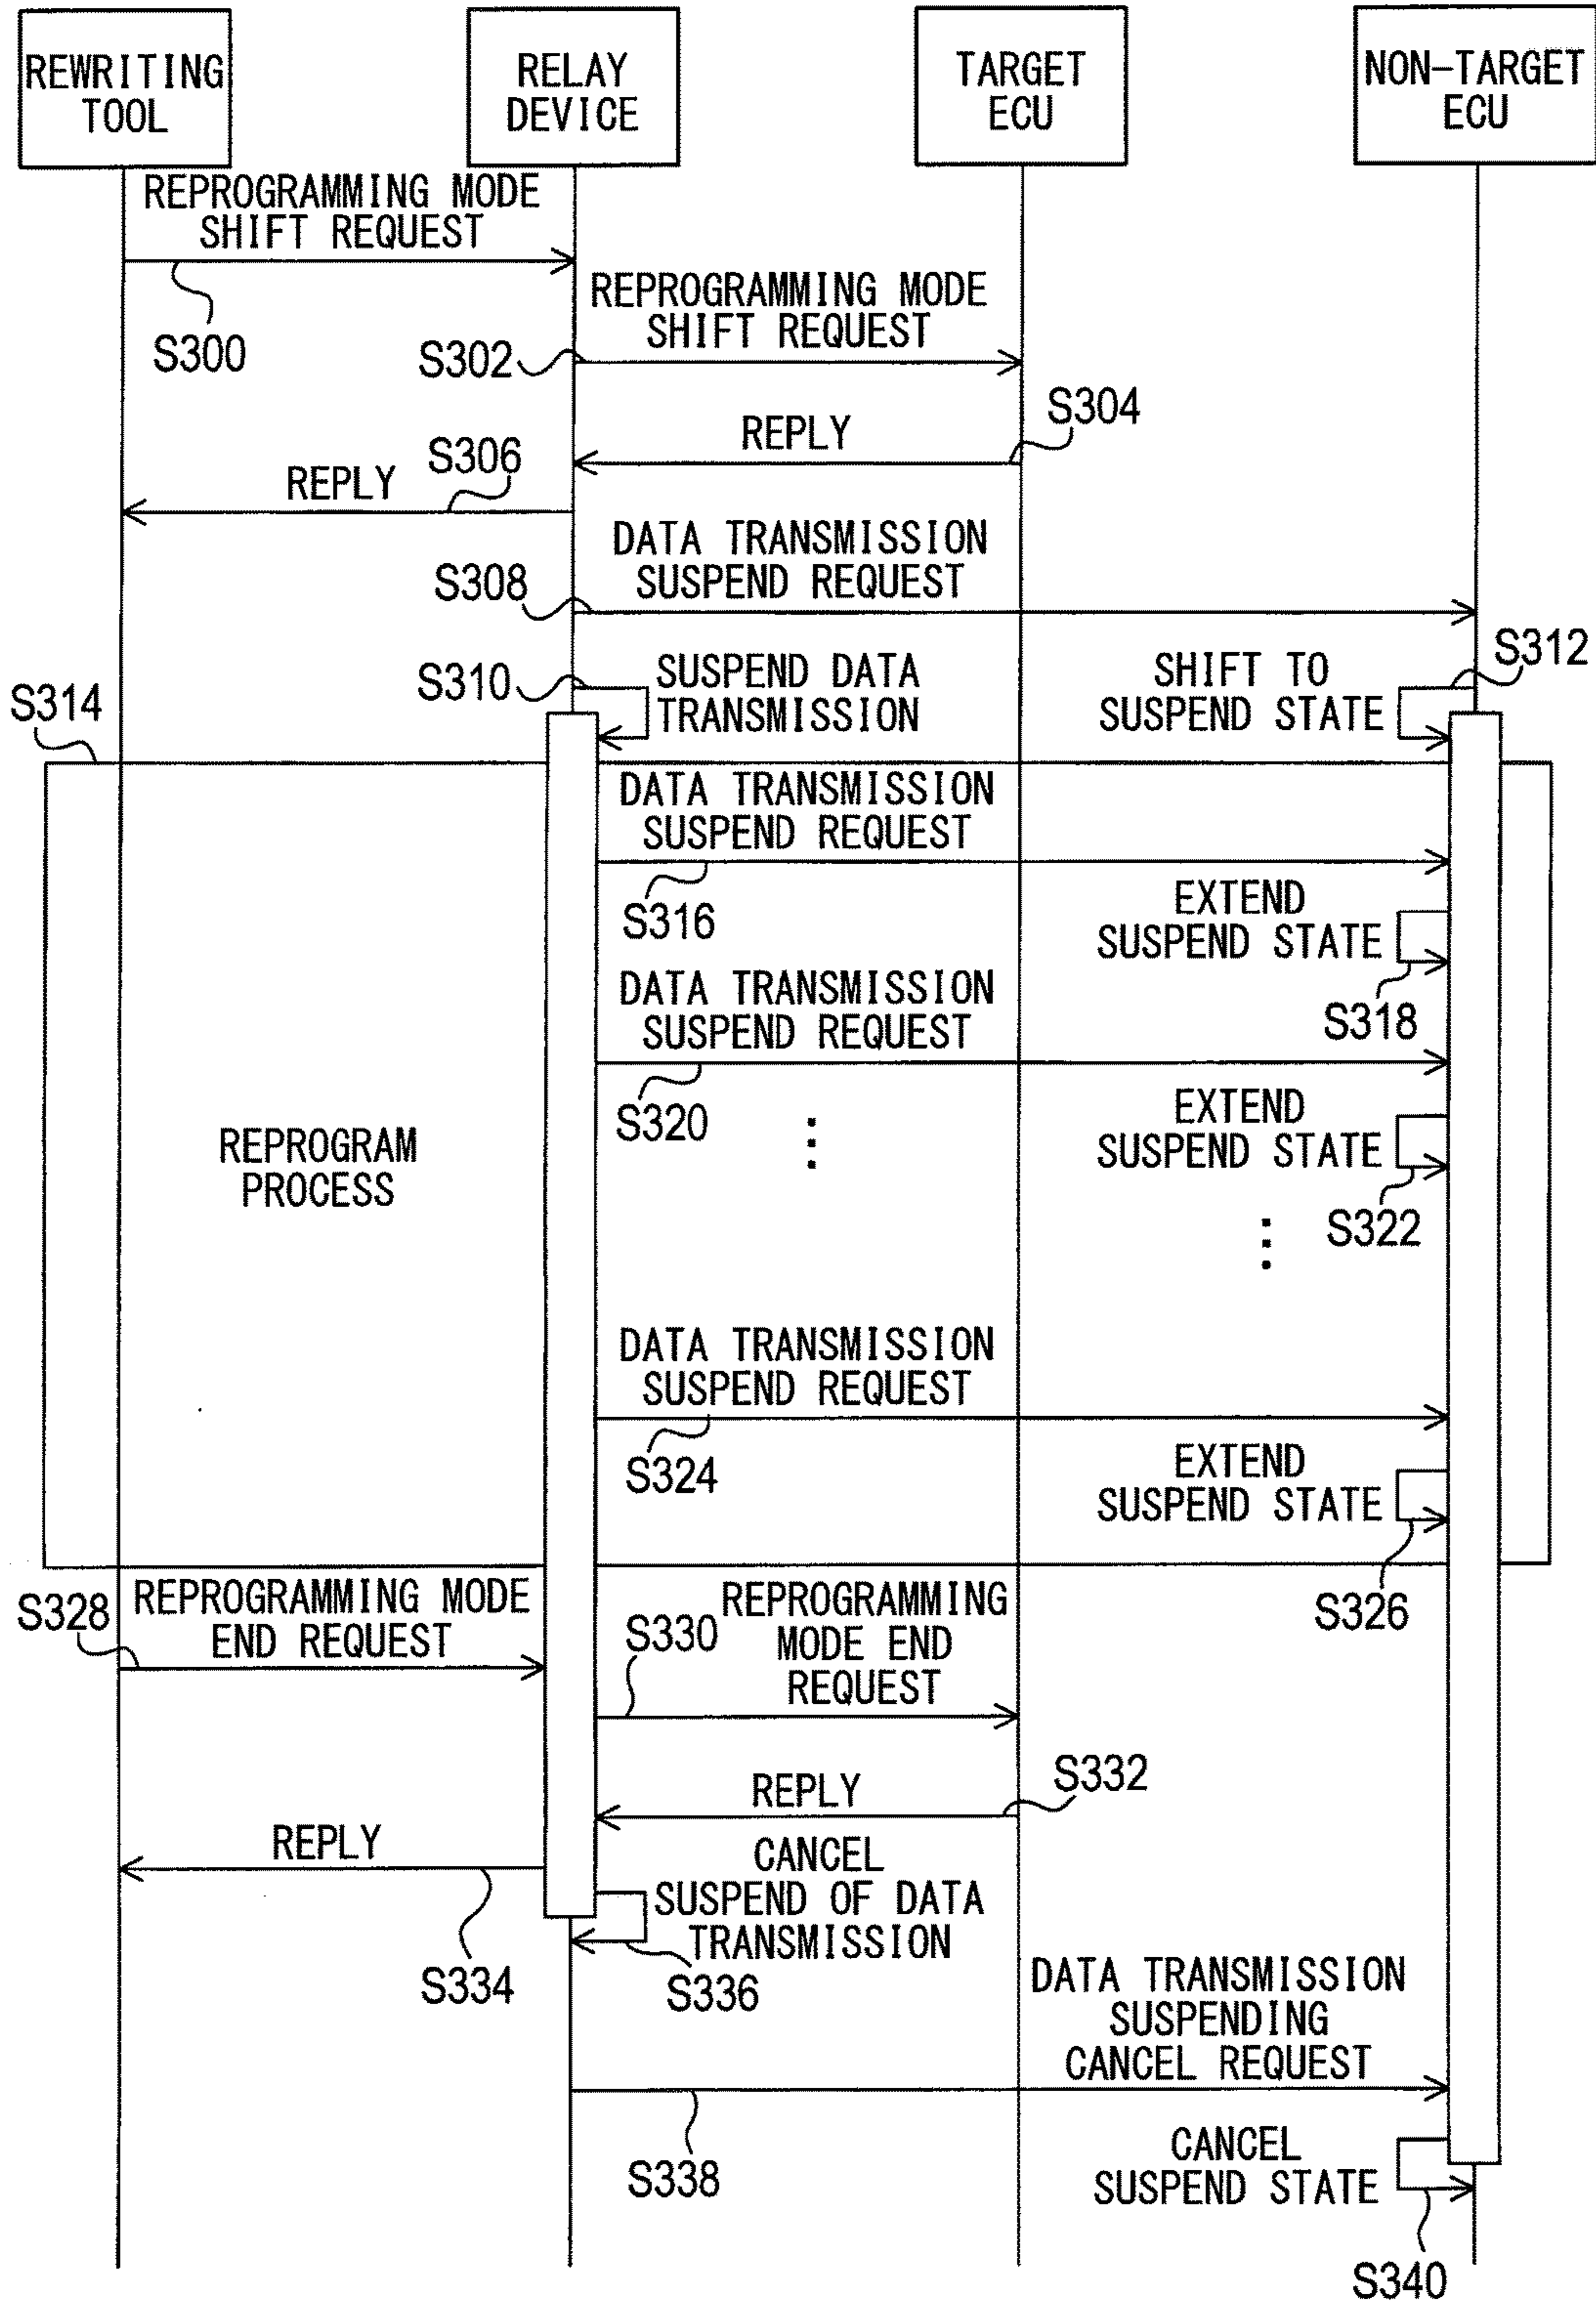 REWRITING
TOOL
RELAY
DEVICE
TARGET
ECU
NON-TARGET
ECU
REPROGRAMMING MODE
SHIFT REQUEST
S300
REPROGRAMMING MODE
SHIFT REQUEST
S302
S304
REPLY
S306
REPLY
DATA TRANSMISSION
SUSPEND REQUEST
S308
S310
SUSPEND DATA
TRANSMISSION
SHIFT TO
SUSPEND STATE
S312
S314
DATA TRANSMISSION
SUSPEND REQUEST
S316
EXTEND
SUSPEND STATE
S318
DATA TRANSMISSION
SUSPEND REQUEST
S320
EXTEND
SUSPEND STATE
S322
REPROGRAM
PROCESS
DATA TRANSMISSION
SUSPEND REQUEST
S324
EXTEND
SUSPEND STATE
S326
S328
REPROGRAMMING MODE
END REQUEST
S330
REPROGRAMMING
MODE END
REQUEST
S332
REPLY
REPLY
S334
CANCEL
SUSPEND OF DATA
TRANSMISSION
S336
DATA TRANSMISSION
SUSPENDING
CANCEL REQUEST
S338
CANCEL
SUSPEND STATE
S340